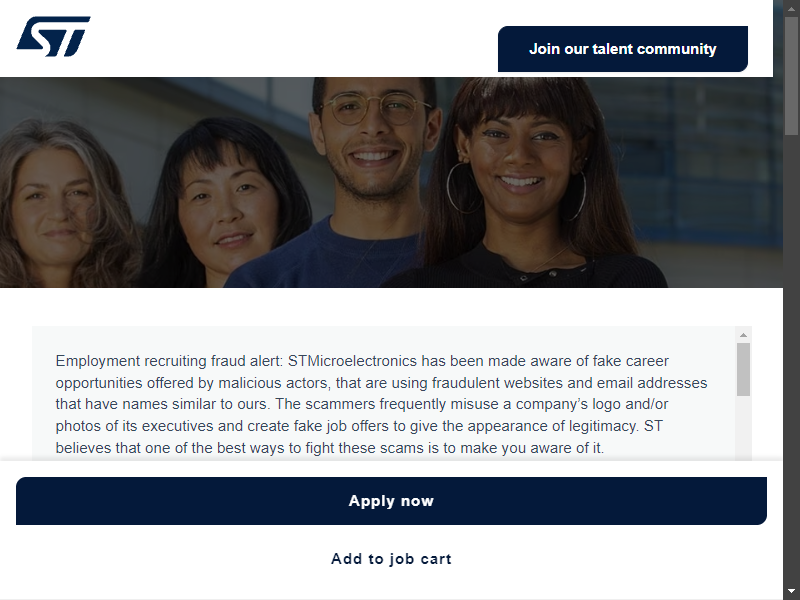 ST
Join our talent community
Employment recruiting fraud alert: STMicroelectronics has been made aware of fake career
opportunities offered by malicious actors, that are using fraudulent websites and email addresses
that have names similar to ours. The scammers frequently misuse a company’s logo and/or
photos of its executives and create fake job offers to give the appearance of legitimacy. ST
believes that one of the best ways to fight these scams is to make you aware of it.
Apply now
Add to job cart